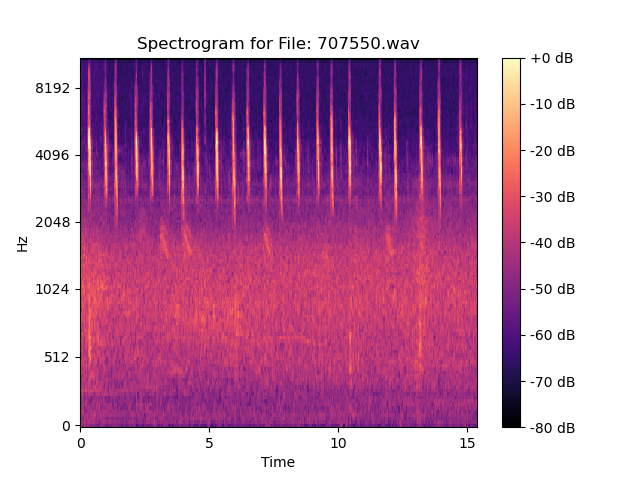 Spectrogram for File: 707550.wav
Hz
8192
4096
2048
1024
512
0
0
5
10
15
Time
+0 dB
-10 dB
-20 dB
-30 dB
-40 dB
-50 dB
-60 dB
-70 dB
-80 dB